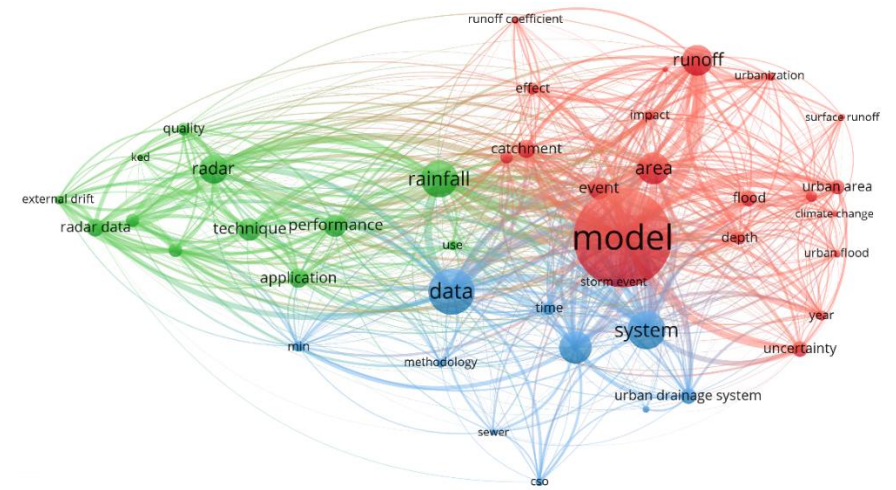 runoff coefficient
runoff
urbanization
effect
impact
surface runoff
quality
catchment
ked
radar
area
rainfall
event
external drift
flood
urban area
climate change
radar data
technique
performance
model
depth
use
urban flood
application
storm event
data
time
year
system
min
methodology
uncertainty
urban drainage system
sewer
cso